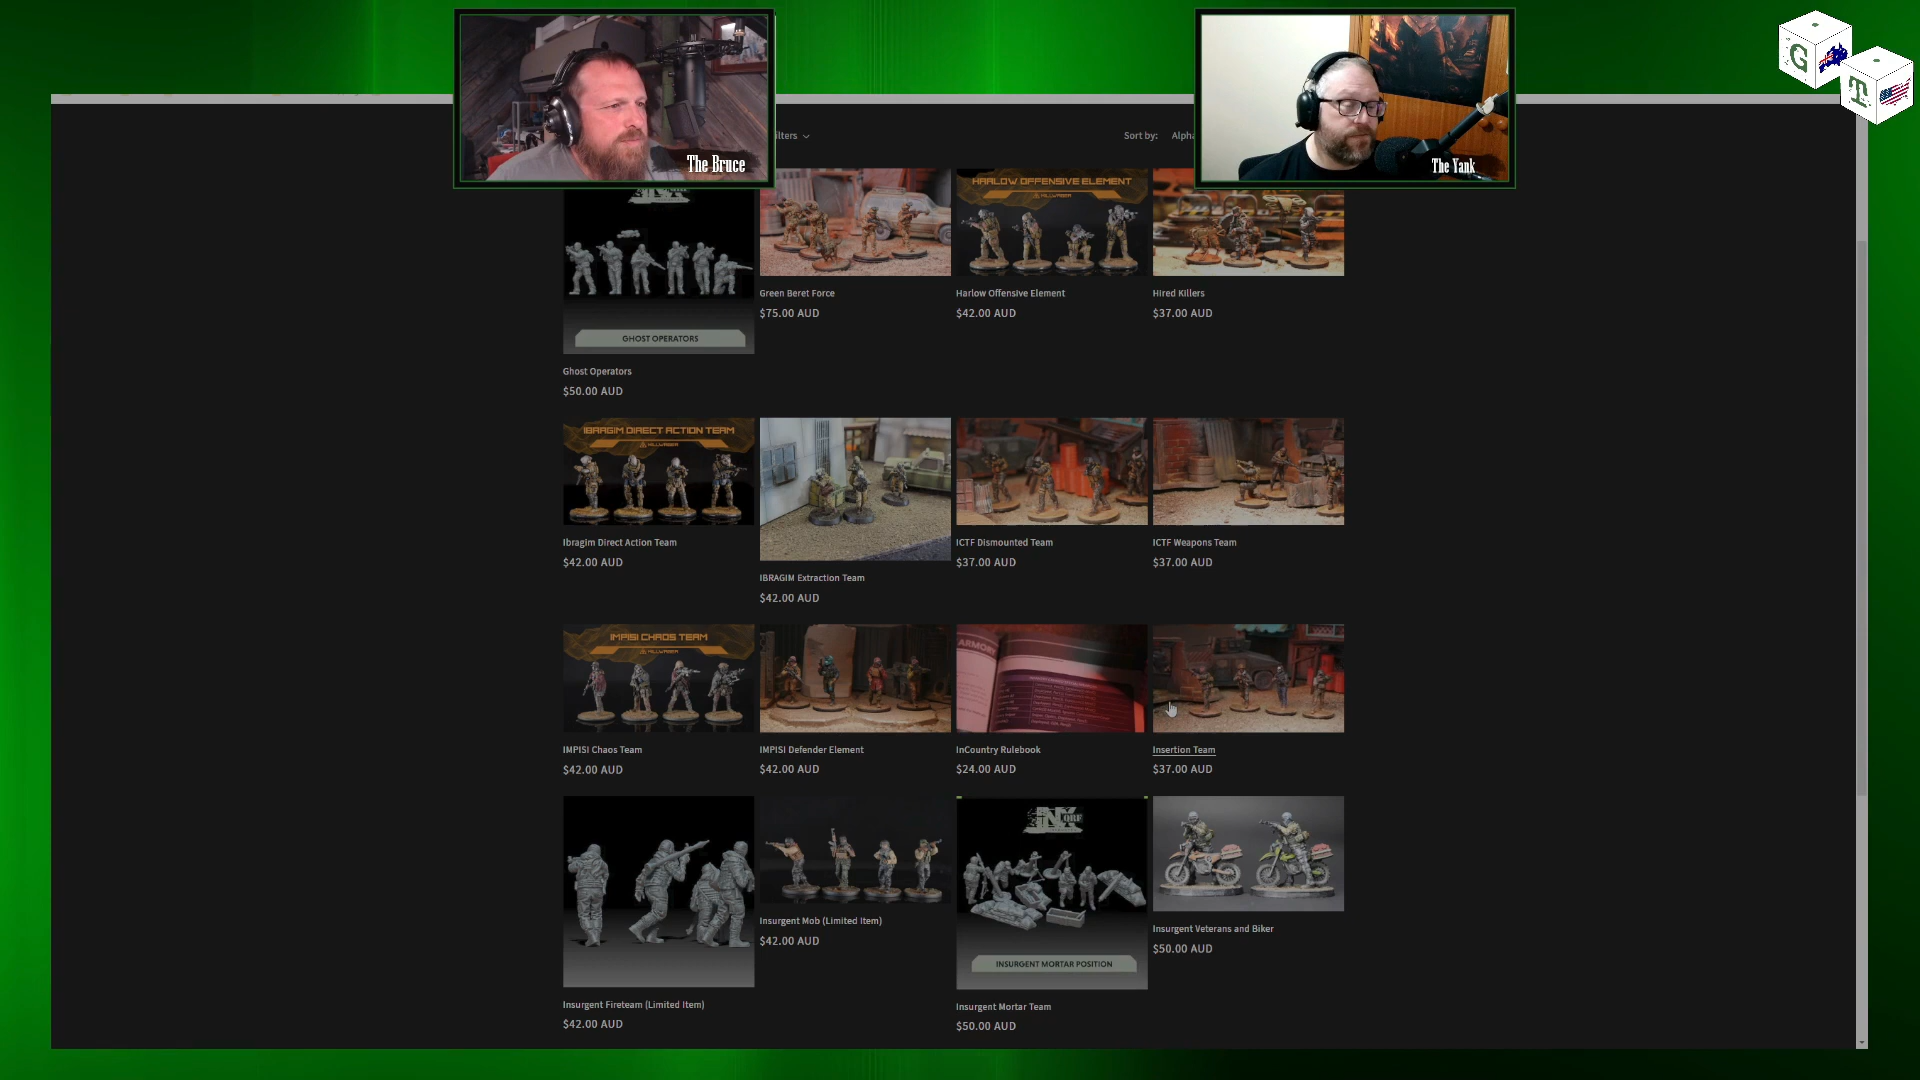 The Bruce
The Yank
G
T
lters
Sort by:
Alpha
HARLOW OFFENSIVE ELEMENT
GHOST OPERATORS
Green Beret Force
$75.00 AUD
Harlow Offensive Element
$42.00 AUD
Hired Killers
$37.00 AUD
Ghost Operators
$50.00 AUD
IBRAGIM DIRECT ACTION TEAM
KILLWAGER
Ibragim Direct Action Team
$42.00 AUD
IBRAGIM Extraction Team
$42.00 AUD
ICTF Dismounted Team
$37.00 AUD
ICTF Weapons Team
$37.00 AUD
IMPISI CHAOS TEAM
KILLWAGER
ARMORY
IMPISI Chaos Team
$42.00 AUD
IMPISI Defender Element
$42.00 AUD
InCountry Rulebook
$24.00 AUD
Insertion Team
$37.00 AUD
INSURGENT MORTAR POSITION
Insurgent Fireteam (Limited Item)
$42.00 AUD
Insurgent Mob (Limited Item)
$42.00 AUD
Insurgent Mortar Team
$50.00 AUD
Insurgent Veterans and Biker
$50.00 AUD